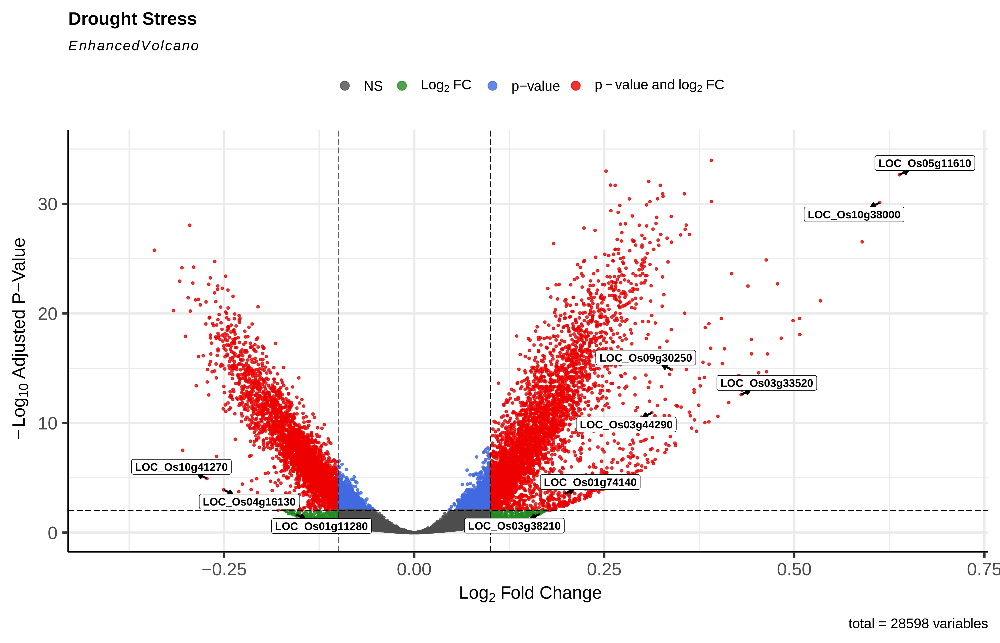 Drought Stress
EnhancedVolcano
NS Log2 FC p−value p − value and log2 FC
LOC_Os05g11610
30
LOC_Os10g38000
20
LOC_Os09g30250
LOC_Os03g33520
10
LOC_Os03g44290
LOC_Os10g41270
LOC_Os01g74140
LOC_Os04g16130
LOC_Os01g11280
LOC_Os03g38210
0
−Log10 Adjusted P−Value
−0.25 0.00 0.25 0.50 0.75
Log2 Fold Change
total = 28598 variables